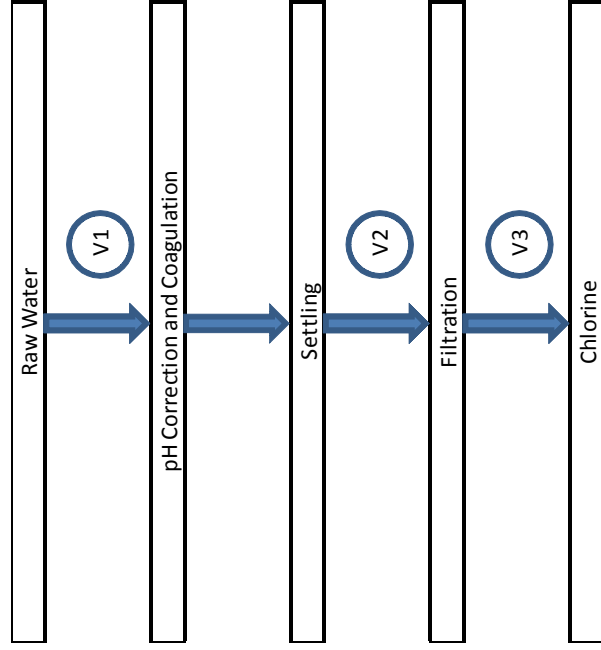 Raw Water
V1
pH Correction and Coagulation
Settling
V2
Filtration
V3
Chlorine